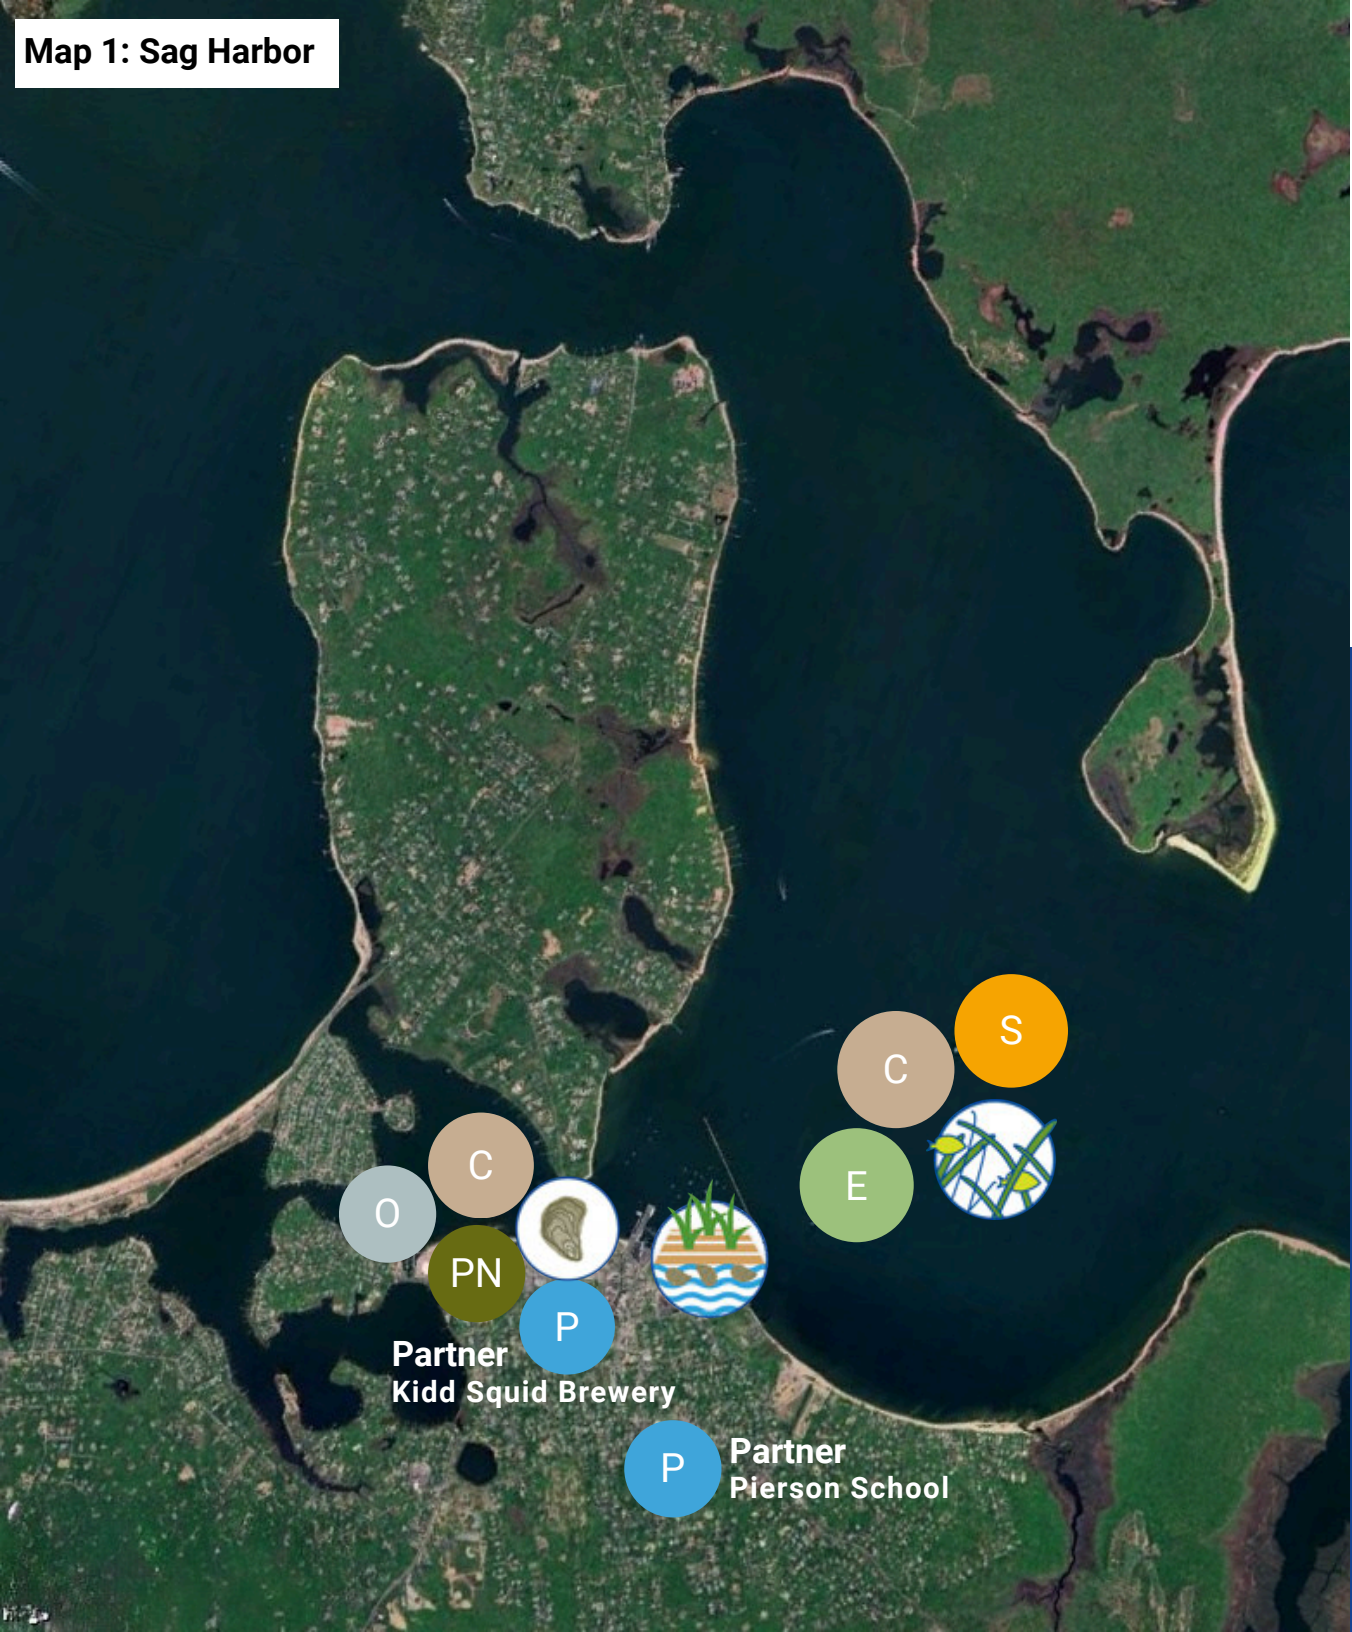 Map 1: Sag Harbor
S
C
E
C
O
PN
P
Partner
Kidd Squid Brewery
P
Partner
Pierson School